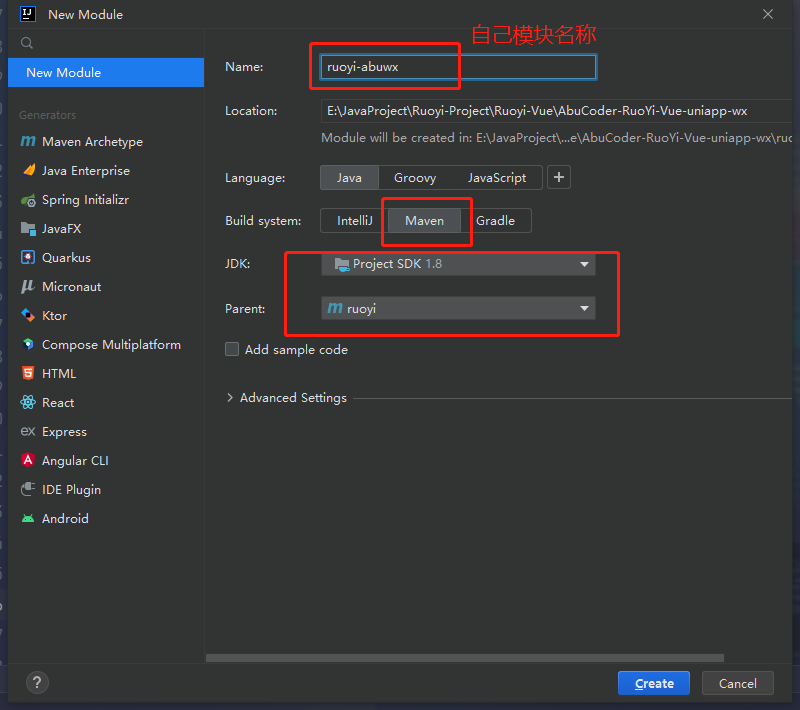 New Module
自己模块名称
New Module
Name:
ruoyi-abuwx
Location:
E:\JavaProject\Ruoyi-Project\Ruoyi-Vue\AbuCoder-RuoYi-Vue-uniapp-wx
Module will be created in: E:\JavaProject\...e\AbuCoder-RuoYi-Vue-uniapp-wx\ruo
Generators
Maven Archetype
Java Enterprise
Spring Initializr
JavaFX
Quarkus
Micronaut
Ktor
Compose Multiplatform
HTML
React
Express
Angular CLI
IDE Plugin
Android
Language:
Java
Groovy
JavaScript
Build system:
IntelliJ
Maven
Gradle
JDK:
Project SDK 1.8
Parent:
ruoyi
Add sample code
Advanced Settings
?
Create
Cancel